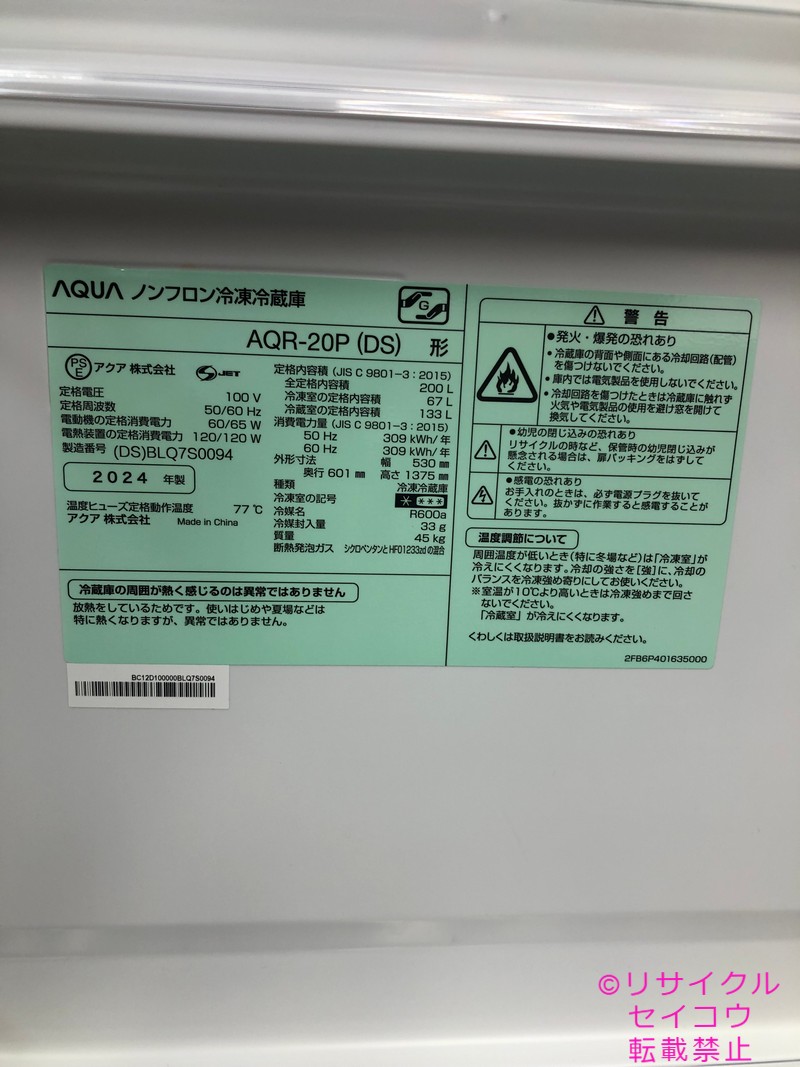 AQUA ノンフロン冷凍冷蔵庫
G
AQR-20P (DS) 形
PS
E
アクア 株式会社
S JET
定格電圧 100 V
定格周波数 50/60 Hz
電動機の定格消費電力 60/65 W
電熱装置の定格消費電力 120/120 W
製造番号 (DS)BLQ7S0094
2024 年製
温度ヒューズ定格動作温度 77 ℃
アクア 株式会社 Made in China
定格内容積 (JIS C 9801-3 : 2015)
全定格内容積 200 L
冷凍室の定格内容積 67 L
冷蔵室の定格内容積 133 L
消費電力量 (JIS C 9801-3 : 2015)
50 Hz 309 kWh/年
60 Hz 309 kWh/年
外形寸法 幅 530 ㎜
奥行 601 ㎜ 高さ 1375 ㎜
種類 冷凍冷蔵庫
冷凍室の記号
冷媒名 R600a
冷媒封入量 33 g
質量 45 kg
断熱発泡ガス シクロペンタンとHFO1233zdの混合
冷蔵庫の周囲が熱く感じるのは異常ではありません
放熱をしているためです。使いはじめや夏場などは
特に熱くなりますが、異常ではありません。
BC12D100000BLQ7S0094
警告
●発火・爆発の恐れあり
・冷蔵庫の背面や側面にある冷却回路(配管)
を傷つけないでください。
・庫内では電気製品を使用しないでください。
・冷却回路を傷つけたときは冷蔵庫に触れず
火気や電気製品の使用を避け窓を開けて
換気してください。
●幼児の閉じ込みの恐れあり
リサイクルの時など、保管時の幼児閉じ込みが
懸念される場合は、扉パッキングをはずして
ください。
●感電の恐れあり
お手入れのときは、必ず電源プラグを抜いて
ください。抜かずに作業すると感電することが
あります。
温度調節について
周囲温度が低いとき(特に冬場など)は「冷凍室」が
冷えにくくなります。冷却の強さを[強]に、冷却の
バランスを冷凍強め寄りにしてお使いください。
※室温が10℃より高いときは冷凍強めまで回さ
ないでください。
「冷蔵室」が冷えにくくなります。
くわしくは取扱説明書をお読みください。
2FB6P401635000
©リサイクル
セイコウ
転載禁止